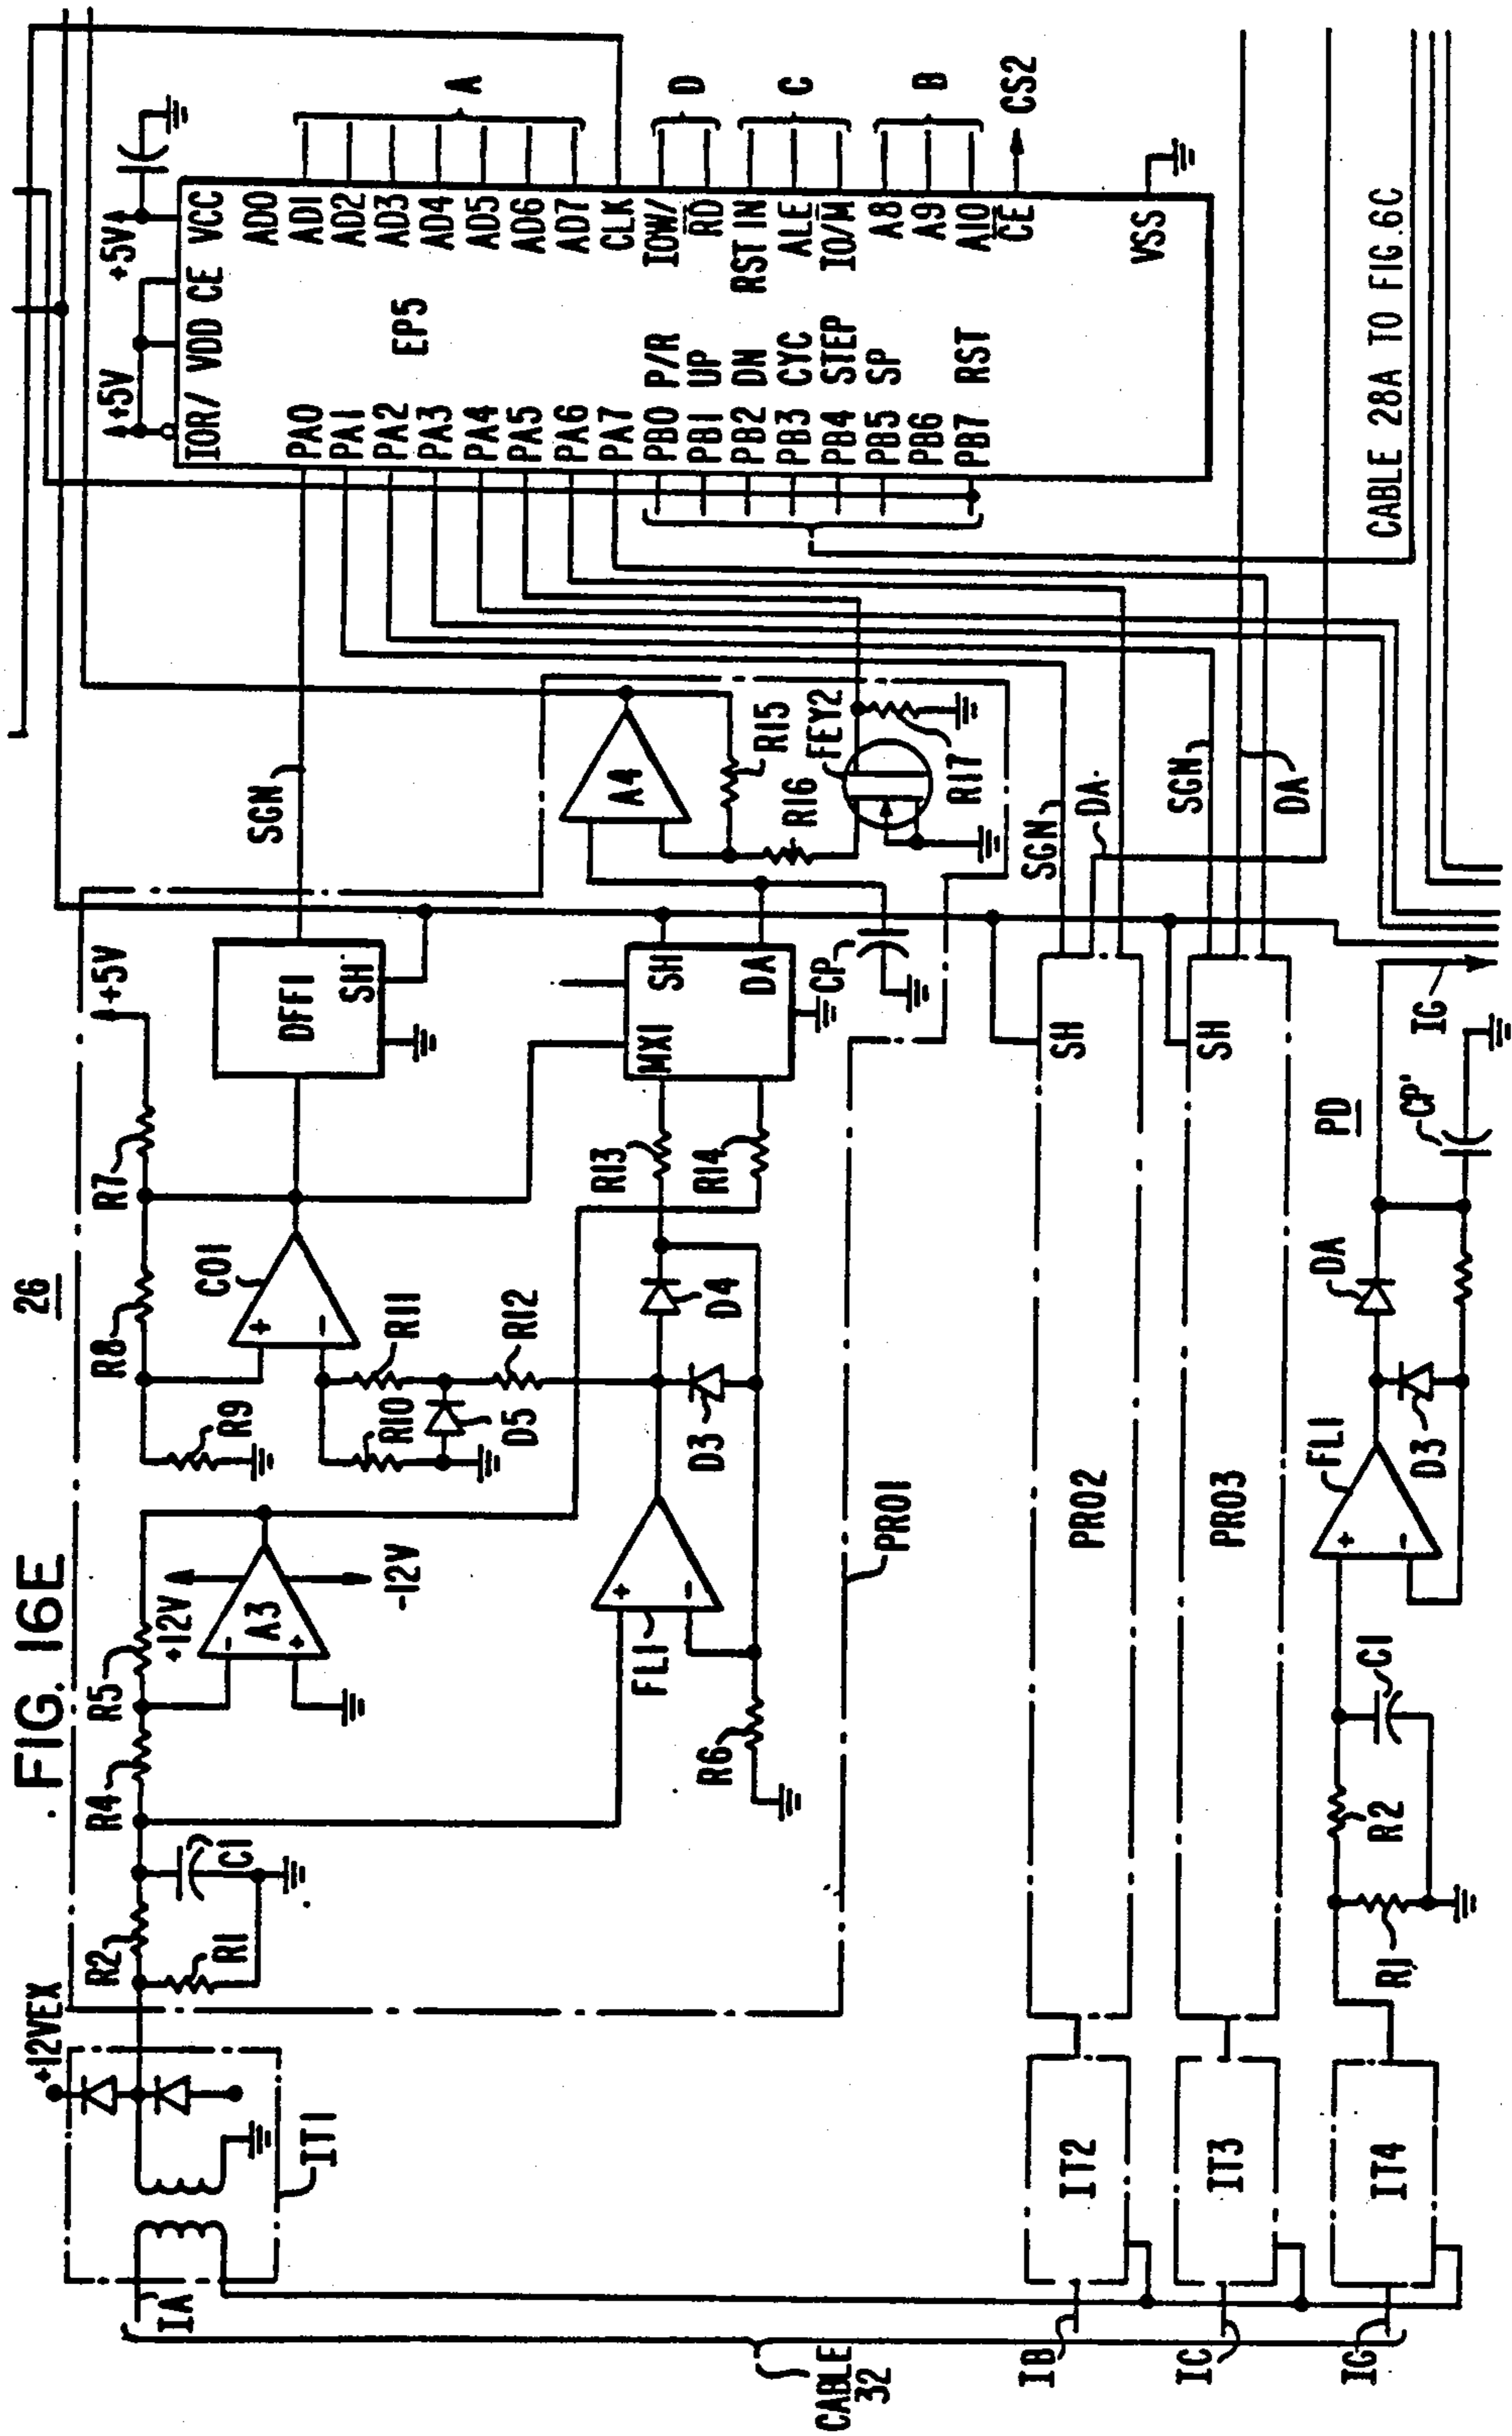 FIG. 16E
26
+12VEX
IT1
IA
CABLE
32
R2
R1
C1
R4
R5
+12V
-12V
A3
-
+
R9
R8
R7
+5V
CO1
+
-
R10
R11
D5
R12
DFF1
SH
SGN
FL1
+
-
R6
D3
D4
R13
R14
MX1
SH
DA
CP
A4
R15
R16
FEY2
R17
PRO1
+5V
+5V
IOR/ VDD CE VCC
EP5
PA0
PA1
PA2
PA3
PA4
PA5
PA6
PA7
PB0 P/R
PB1 UP
PB2 DN
PB3 CYC
PB4 STEP
PB5 SP
PB6
PB7 RST
AD0
AD1
AD2
AD3
AD4
AD5
AD6
AD7
CLK
IOW/
RD
RST IN
ALE
IO/M
A8
A9
A10
CE
VSS
A
D
C
B
CS2
IB
IT2
PRO2
SH
SGN
DA
IC
IT3
PRO3
SH
SGN
DA
IG
IT4
R1
R2
C1
FL1
+
-
D3
DA
PD
CP'
IG
CABLE 28A TO FIG.6C